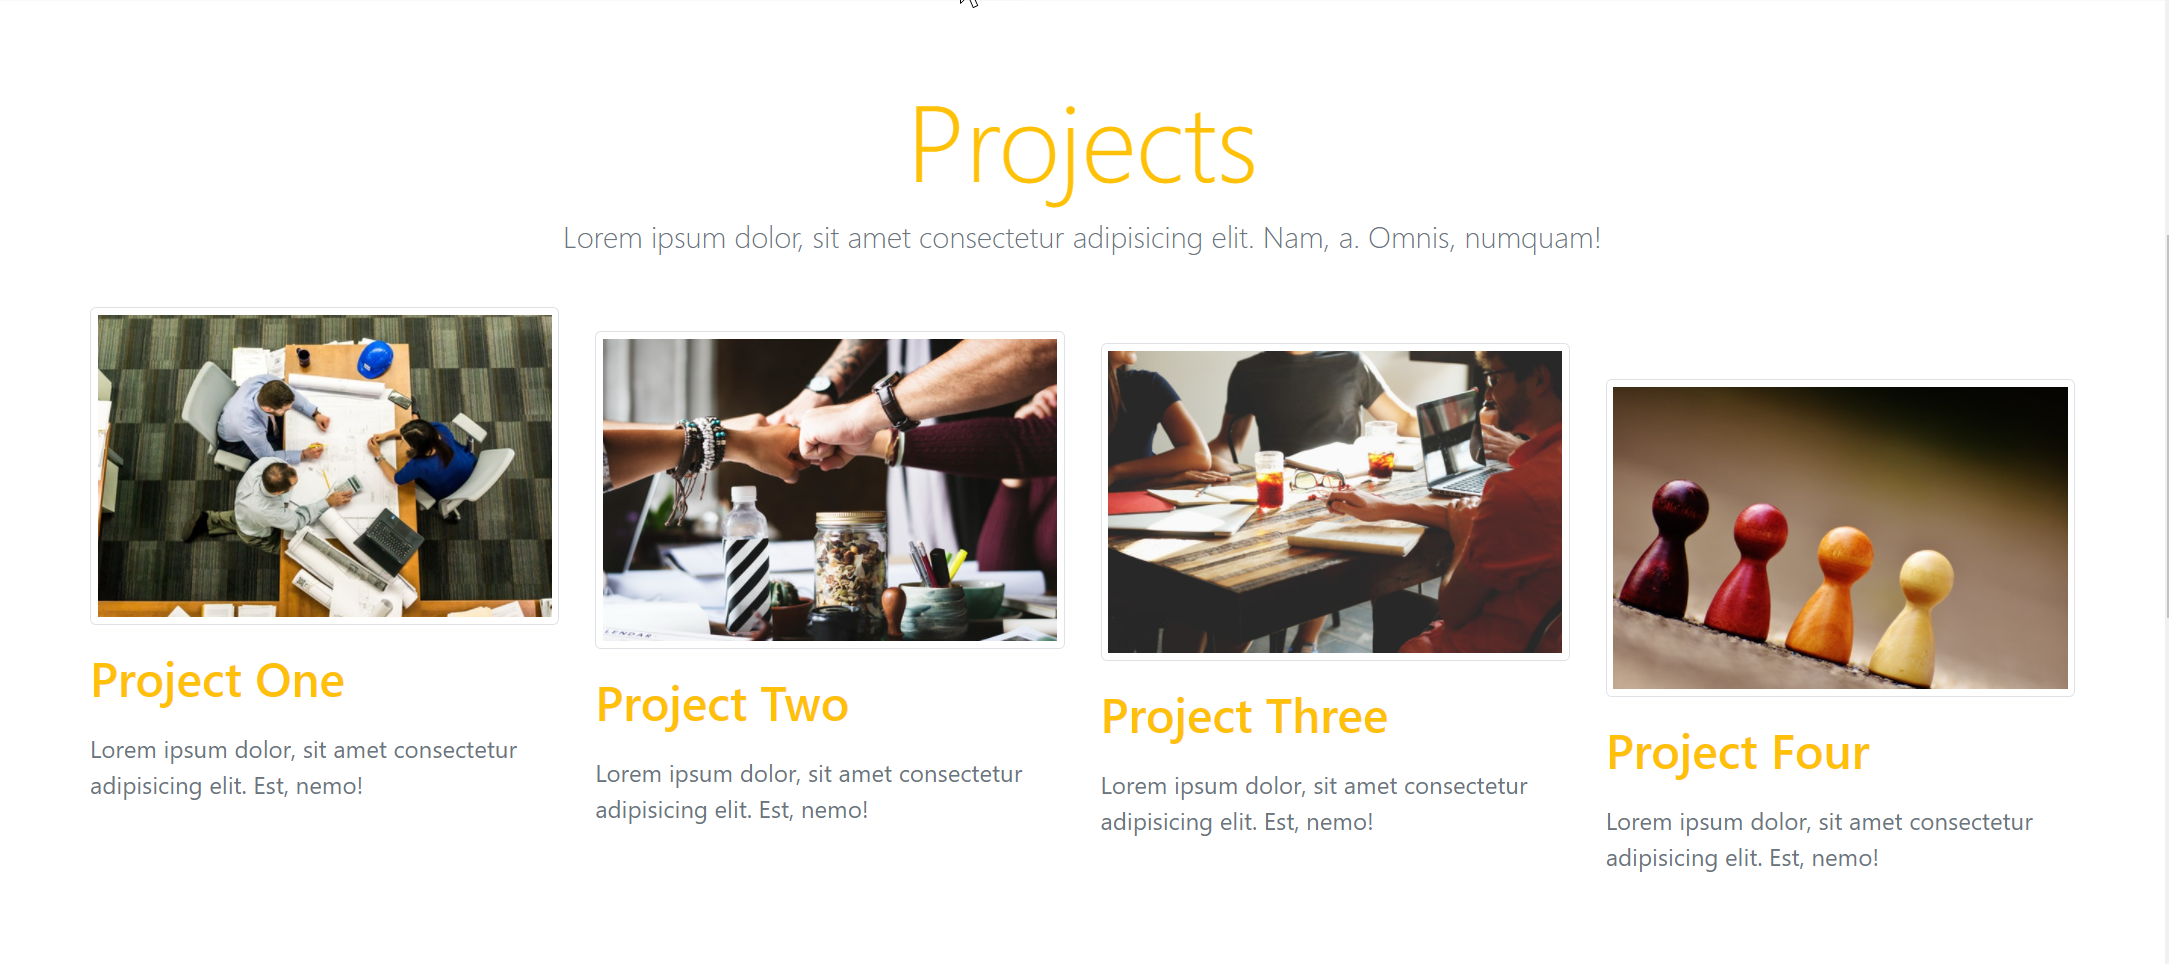 Projects
Lorem ipsum dolor, sit amet consectetur adipisicing elit. Nam, a. Omnis, numquam!
LENDAR
Project One
Lorem ipsum dolor, sit amet consectetur
adipisicing elit. Est, nemo!
Project Two
Lorem ipsum dolor, sit amet consectetur
adipisicing elit. Est, nemo!
Project Three
Lorem ipsum dolor, sit amet consectetur
adipisicing elit. Est, nemo!
Project Four
Lorem ipsum dolor, sit amet consectetur
adipisicing elit. Est, nemo!